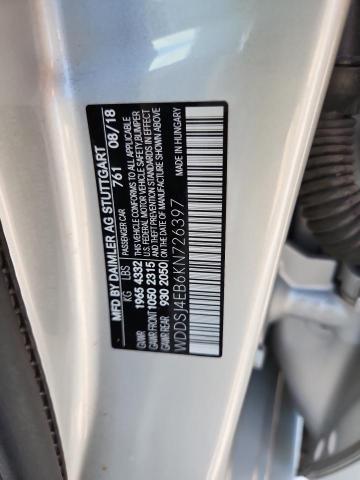 MFD BY DAIMLER AG STUTTGART
761 08/18
KG LBS PASSENGER CAR
GVWR 1965 4332 THIS VEHICLE CONFORMS TO ALL APPLICABLE
U.S. FEDERAL MOTOR VEHICLE SAFETY, BUMPER
GAWR FRONT 1050 2315 AND THEFT PREVENTION STANDARDS IN EFFECT
GAWR REAR 930 2050 ON THE DATE OF MANUFACTURE SHOWN ABOVE
WDDSJ4EB6KN726397
MADE IN HUNGARY